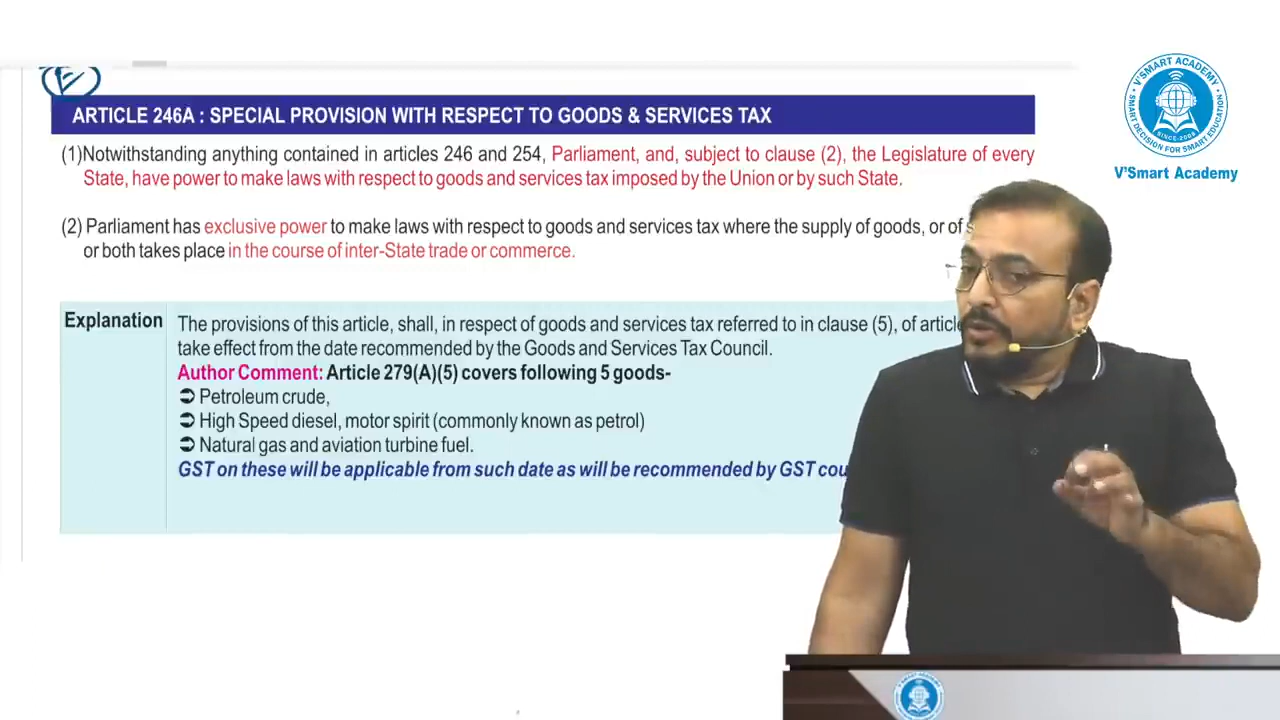 ARTICLE 246A : SPECIAL PROVISION WITH RESPECT TO GOODS & SERVICES TAX
(1)Notwithstanding anything contained in articles 246 and 254, Parliament, and, subject to clause (2), the Legislature of every
State, have power to make laws with respect to goods and services tax imposed by the Union or by such State.
(2) Parliament has exclusive power to make laws with respect to goods and services tax where the supply of goods, or of
or both takes place in the course of inter-State trade or commerce.
Explanation
The provisions of this article, shall, in respect of goods and services tax referred to in clause (5), of
take effect from the date recommended by the Goods and Services Tax Council.
Author Comment: Article 279(A)(5) covers following 5 goods-
Petroleum crude,
High Speed diesel, motor spirit (commonly known as petrol)
Natural gas and aviation turbine fuel.
GST on these will be applicable from such date as will be recommended by GST
V'SMART ACADEMY
SMART DECISION FOR SMART EDUCATION
SINCE-2008
V'Smart Academy